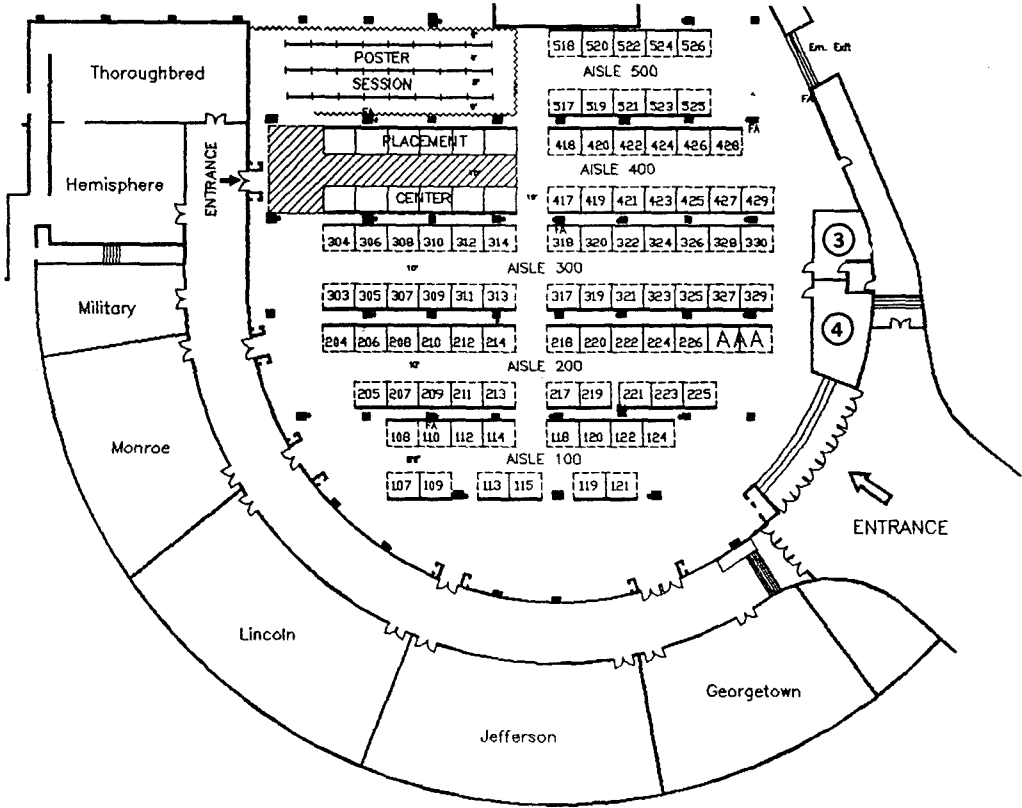 518 520 522 524 526
Em. Exit
POSTER
AISLE 500
Thoroughbred
SESSION
517 519 521 523 525
FA
FA
FA
PLACEMENT
418 420 422 424 426 428
ENTRANCE
AISLE 400
Hemisphere
10'
CENTER
10'
417 419 421 423 425 427 429
FA
304 306 308 310 312 314
318 320 322 324 326 328 330
3
10'
AISLE 300
303 305 307 309 311 313
317 319 321 323 325 327 329
Military
4
204 206 208 210 212 214
218 220 222 224 226 AAA
10'
AISLE 200
205 207 209 211 213
217 219 221 223 225
FA
108 110 112 114
118 120 122 124
Monroe
AISLE 100
107 109 113 115 119 121
ENTRANCE
Lincoln
Georgetown
Jefferson